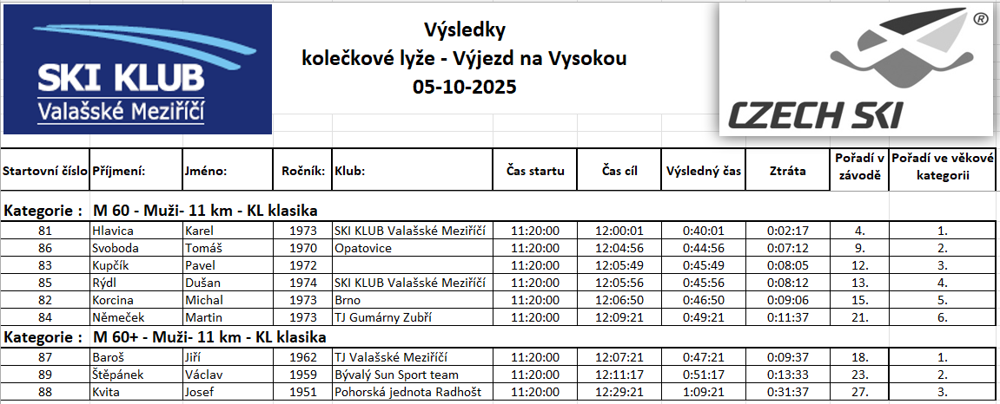 SKI KLUB
Valašské Meziříčí
Výsledky
kolečkové lyže - Výjezd na Vysokou
05-10-2025
®
CZECH SKI
Startovní číslo Příjmení: Jméno: Ročník: Klub: Čas startu Čas cíl Výsledný čas Ztráta Pořadí v závodě Pořadí ve věkové kategorii
Kategorie : M 60 - Muži- 11 km - KL klasika
81 Hlavica Karel 1973 SKI KLUB Valašské Meziříčí 11:20:00 12:00:01 0:40:01 0:02:17 4. 1.
86 Svoboda Tomáš 1970 Opatovice 11:20:00 12:04:56 0:44:56 0:07:12 9. 2.
83 Kupčík Pavel 1972 11:20:00 12:05:49 0:45:49 0:08:05 12. 3.
85 Rýdl Dušan 1974 SKI KLUB Valašské Meziříčí 11:20:00 12:05:56 0:45:56 0:08:12 13. 4.
82 Korcina Michal 1973 Brno 11:20:00 12:06:50 0:46:50 0:09:06 15. 5.
84 Němeček Martin 1973 TJ Gumárny Zubří 11:20:00 12:09:21 0:49:21 0:11:37 21. 6.
Kategorie : M 60+ - Muži- 11 km - KL klasika
87 Baroš Jiří 1962 TJ Valašské Meziříčí 11:20:00 12:07:21 0:47:21 0:09:37 18. 1.
89 Štěpánek Václav 1959 Bývalý Sun Sport team 11:20:00 12:11:17 0:51:17 0:13:33 23. 2.
88 Kvita Josef 1951 Pohorská jednota Radhošt 11:20:00 12:29:21 1:09:21 0:31:37 27. 3.